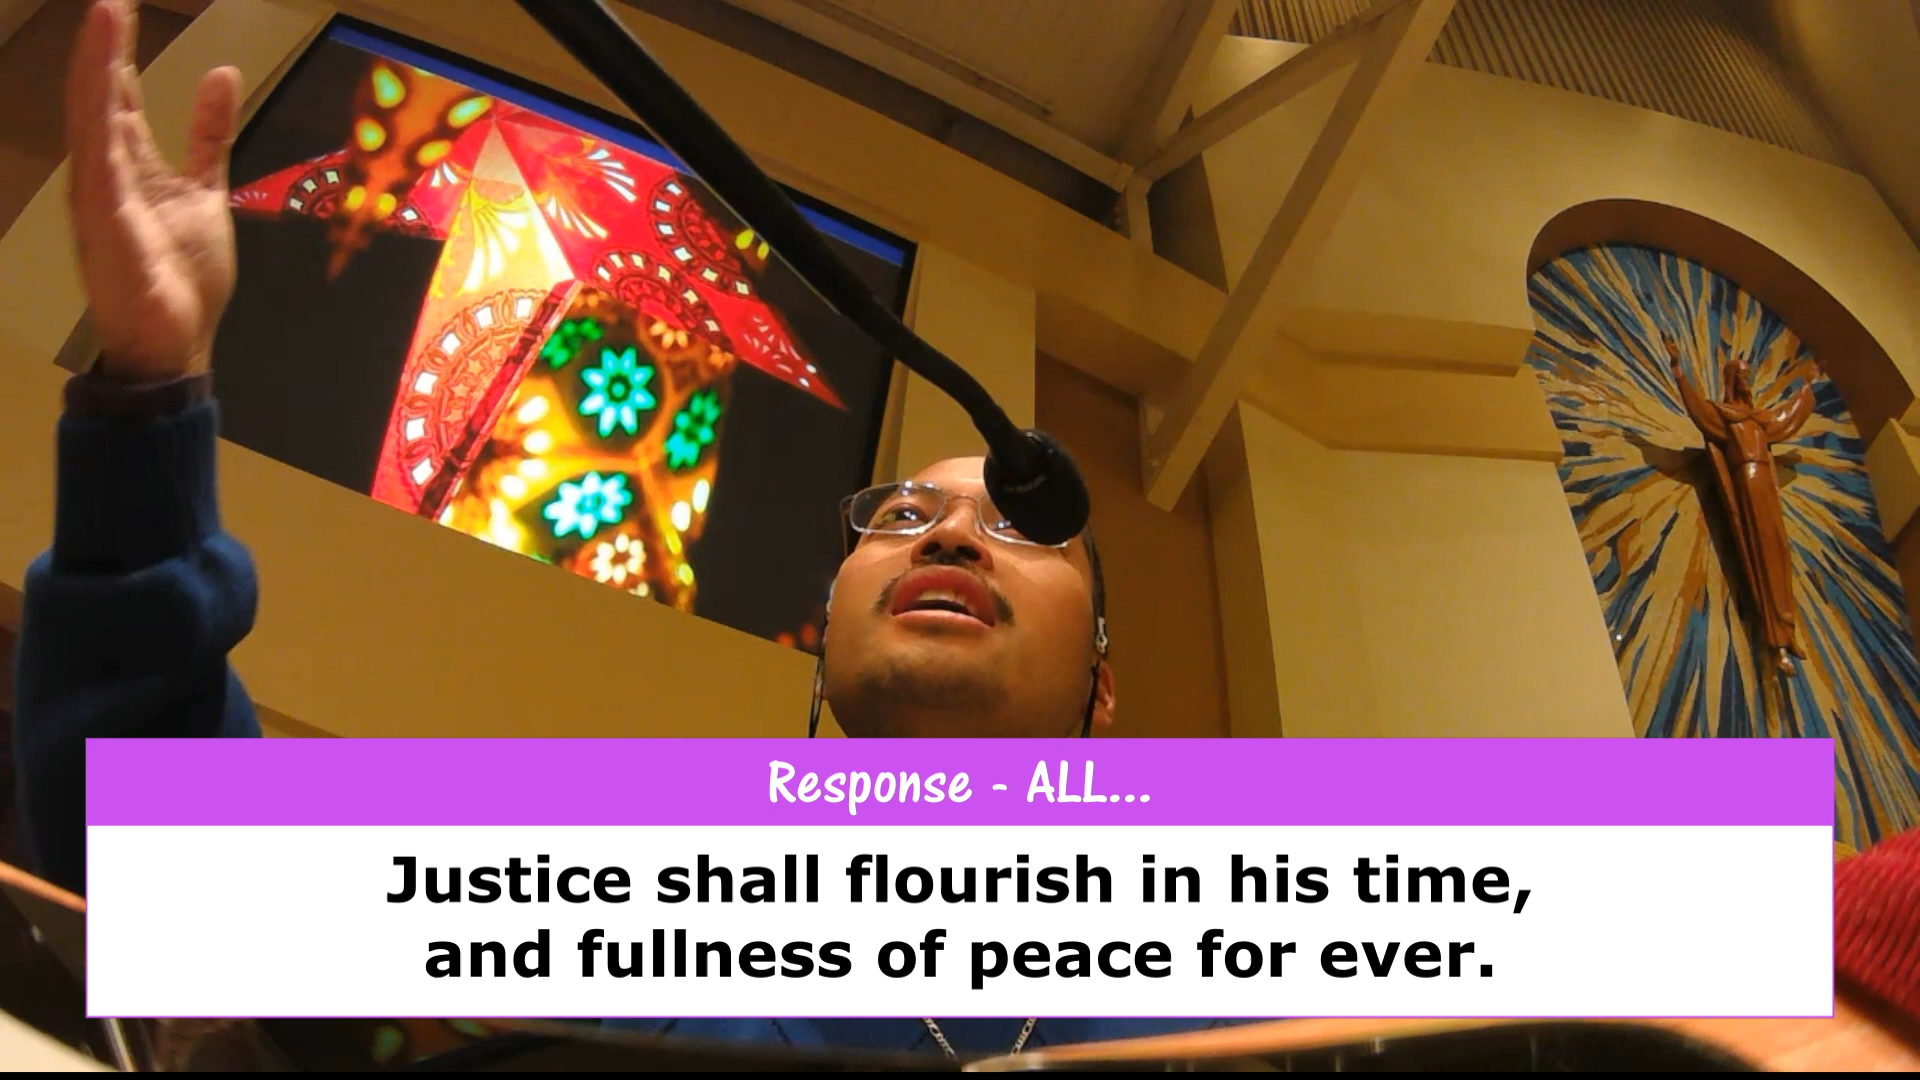 Response - ALL...
Justice shall flourish in his time,
and fullness of peace for ever.